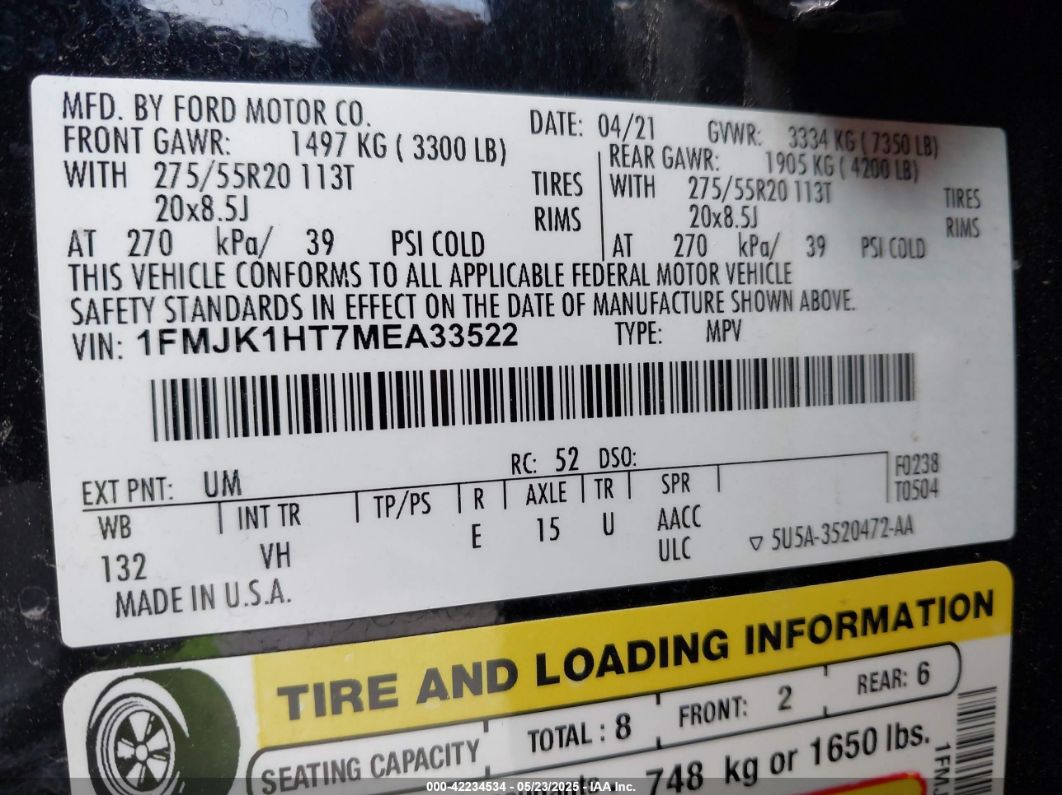 MFD. BY FORD MOTOR CO.
DATE: 04/21 GVWR: 3334 KG ( 7350 LB)
FRONT GAWR: 1497 KG ( 3300 LB)
REAR GAWR: 1905 KG ( 4200 LB)
WITH 275/55R20 113T TIRES
WITH 275/55R20 113T TIRES
20x8.5J RIMS
20x8.5J RIMS
AT 270 kPa/ 39 PSI COLD
AT 270 kPa/ 39 PSI COLD
THIS VEHICLE CONFORMS TO ALL APPLICABLE FEDERAL MOTOR VEHICLE
SAFETY STANDARDS IN EFFECT ON THE DATE OF MANUFACTURE SHOWN ABOVE.
VIN: 1FMJK1HT7MEA33522 TYPE: MPV
EXT PNT: UM RC: 52 DSO:
F0238
T0504
WB INT TR TP/PS R AXLE TR SPR
132 VH E 15 U AACC
ULC
▽ 5U5A-3520472-AA
MADE IN U.S.A.
TIRE AND LOADING INFORMATION
SEATING CAPACITY TOTAL : 8 FRONT: 2 REAR: 6
748 kg or 1650 lbs.
1FMJ
000-42234534 - 05/23/2025 - IAA Inc.